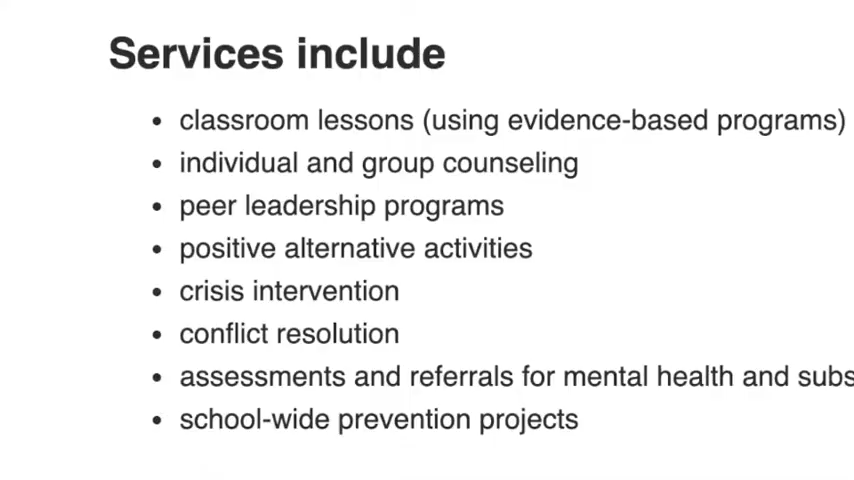 Services include
• classroom lessons (using evidence-based programs)
• individual and group counseling
• peer leadership programs
• positive alternative activities
• crisis intervention
• conflict resolution
• assessments and referrals for mental health and subs
• school-wide prevention projects